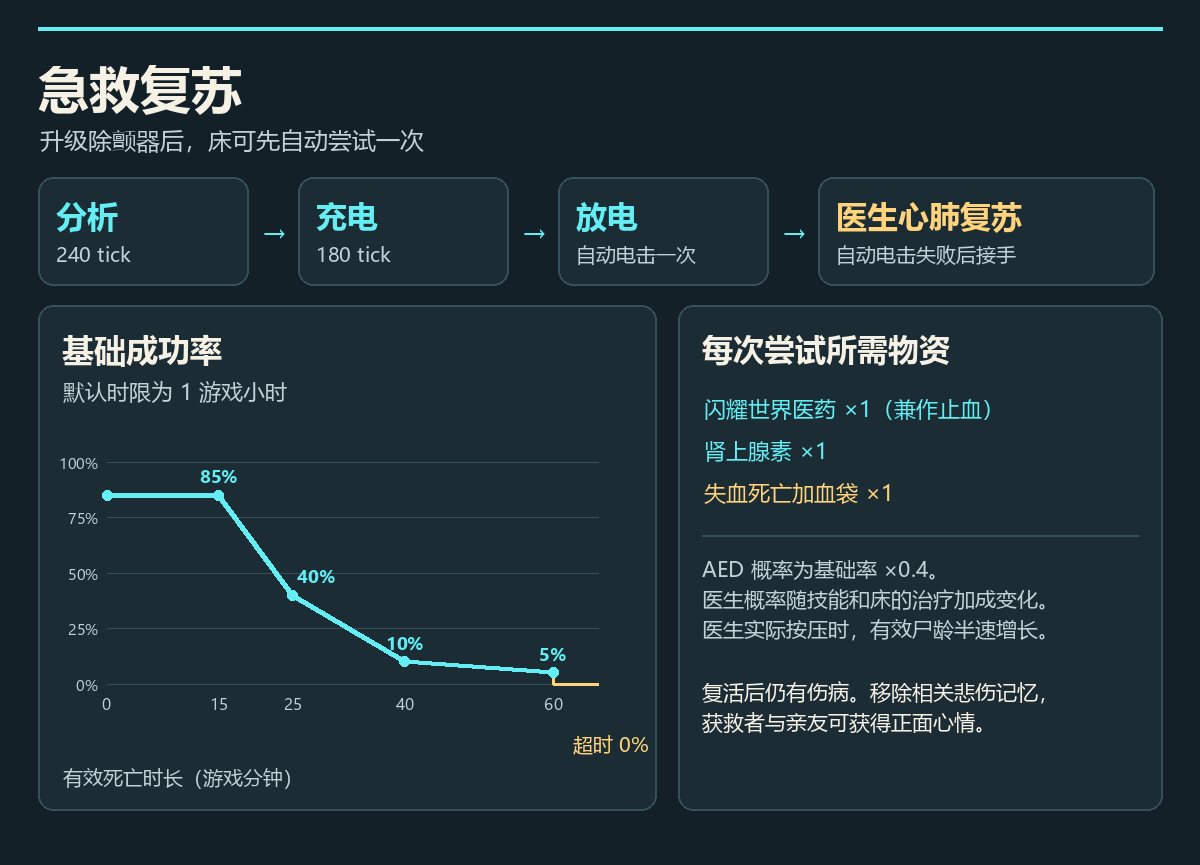 急救复苏
升级除颤器后，床可先自动尝试一次
分析
240 tick
→
充电
180 tick
→
放电
自动电击一次
→
医生心肺复苏
自动电击失败后接手
基础成功率
默认时限为 1 游戏小时
100%
75%
50%
25%
0%
85%
40%
10%
5%
0
15
25
40
60
超时 0%
有效死亡时长（游戏分钟）
每次尝试所需物资
闪耀世界医药 ×1（兼作止血）
肾上腺素 ×1
失血死亡加血袋 ×1
AED 概率为基础率 ×0.4。
医生概率随技能和床的治疗加成变化。
医生实际按压时，有效尸龄半速增长。
复活后仍有伤病。移除相关悲伤记忆，
获救者与亲友可获得正面心情。